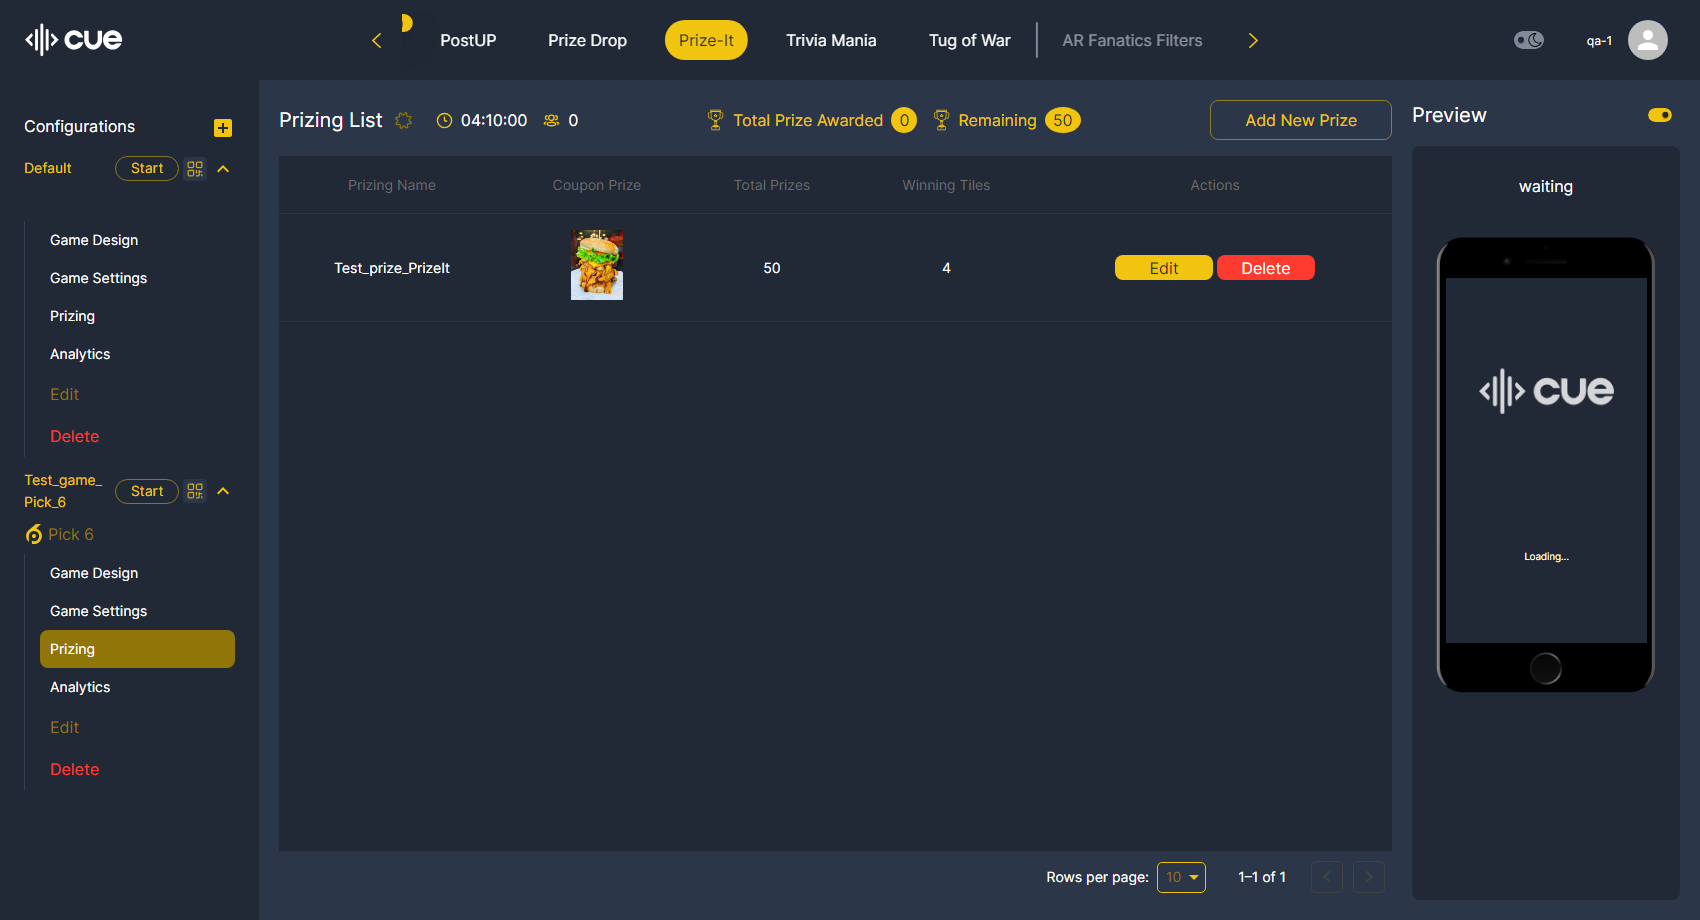 cue
PostUP
Prize Drop
Prize-It
Trivia Mania
Tug of War
AR Fanatics Filters
qa-1
Configurations
Default
Start
Game Design
Game Settings
Prizing
Analytics
Edit
Delete
Test_game_
Pick_6
Start
Pick 6
Game Design
Game Settings
Prizing
Analytics
Edit
Delete
Prizing List
04:10:00
0
Total Prize Awarded 0
Remaining 50
Add New Prize
Prizing Name
Coupon Prize
Total Prizes
Winning Tiles
Actions
Test_prize_PrizeIt
50
4
Edit
Delete
Rows per page: 10
1–1 of 1
Preview
waiting
cue
Loading...